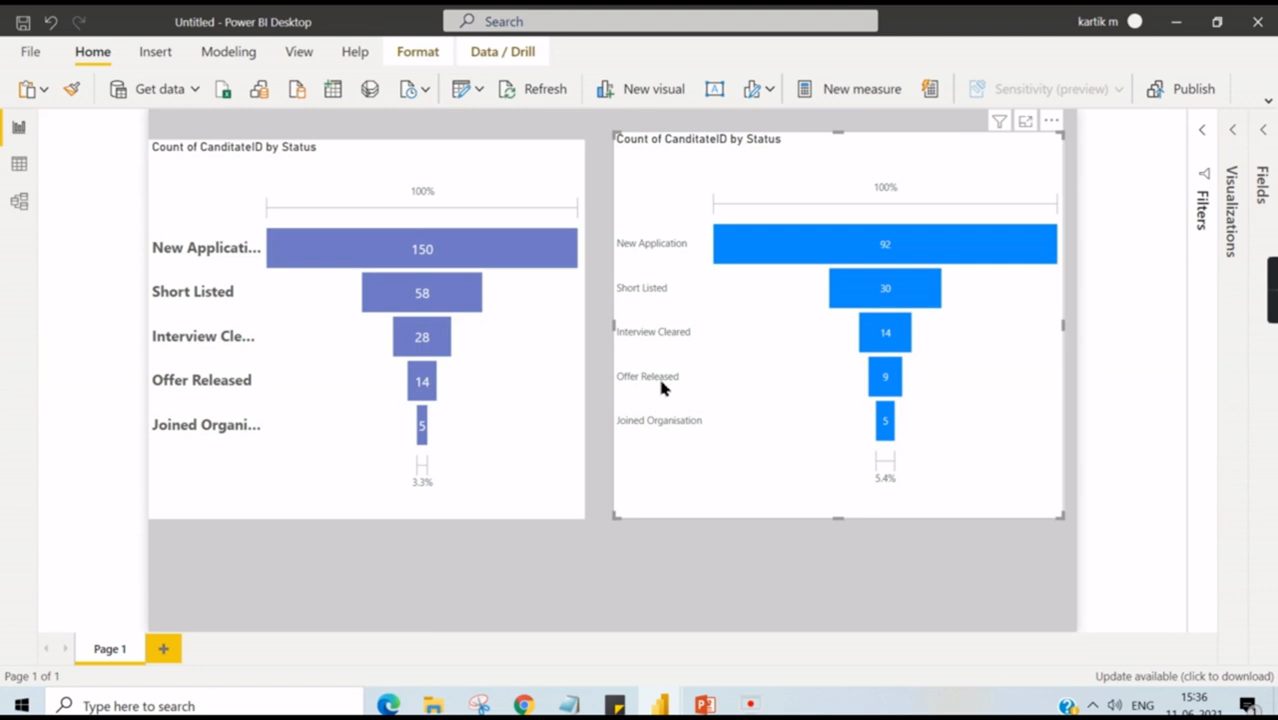 Untitled - Power BI Desktop
Search
kartik m
File Home Insert Modeling View Help Format Data / Drill
Get data Refresh New visual New measure Sensitivity (preview) Publish
Count of CanditateID by Status
100%
New Applicati... 150
Short Listed 58
Interview Cle... 28
Offer Released 14
Joined Organi... 5
3.3%
Count of CanditateID by Status
100%
New Application 92
Short Listed 30
Interview Cleared 14
Offer Released 9
Joined Organisation 5
5.4%
Filters
Visualizations
Fields
Page 1
Page 1 of 1
Update available (click to download)
Type here to search
ENG
15:36
11-06-2021